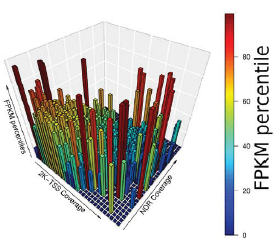 FPKM percentiles
2K-TSS Coverage
NDR Coverage
80
60
40
20
0
FPKM percentile